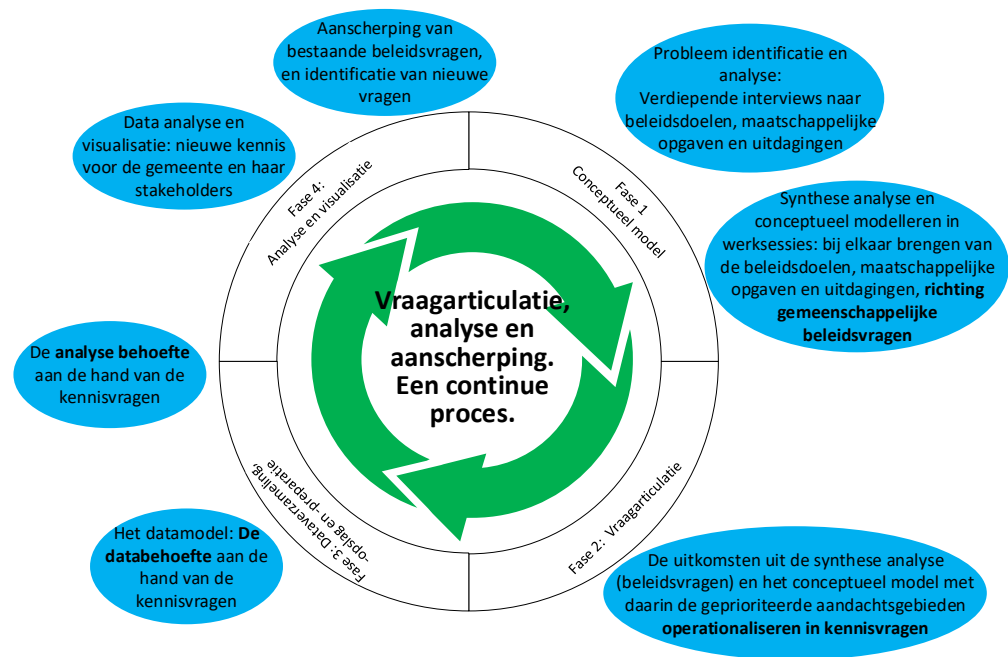 Aanscherping van
bestaande beleidsvragen,
en identificatie van nieuwe
vragen
Probleem identificatie en
analyse:
Verdiepende interviews naar
beleidsdoelen, maatschappelijke
opgaven en uitdagingen
Data analyse en
visualisatie: nieuwe kennis
voor de gemeente en haar
stakeholders
Fase 4:
Analyse en visualisatie
Fase 1
Conceptueel model
Synthese analyse en
conceptueel modelleren in
werksessies: bij elkaar brengen van
de beleidsdoelen, maatschappelijke
opgaven en uitdagingen, richting
gemeenschappelijke
beleidsvragen
Vraagarticulatie,
analyse en
aanscherping.
Een continue
proces.
De analyse behoefte
aan de hand van de
kennisvragen
Fase 3: Dataverzameling,
-opslag en -preparatie
Fase 2: Vraagarticulatie
Het datamodel: De
databehoefte aan de
hand van de
kennisvragen
De uitkomsten uit de synthese analyse
(beleidsvragen) en het conceptueel model met
daarin de geprioriteerde aandachtsgebieden
operationaliseren in kennisvragen